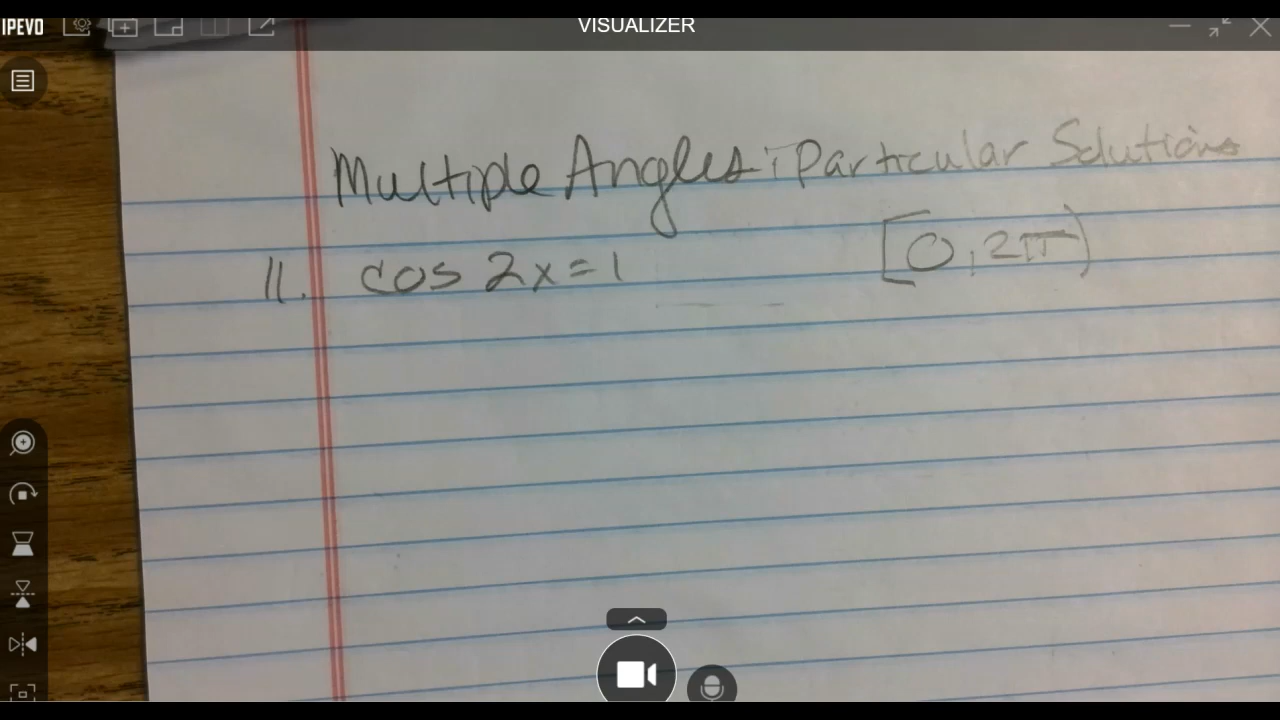 IPEVO
VISUALIZER
Multiple Angles: Particular Solutions
11. cos 2x = 1 [0, 2π)